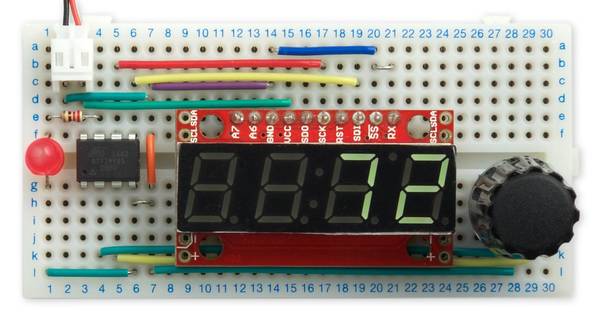 1 4 5 6 7 8 9 10 11 12 13 14 15 16 17 18 19 20 21 22 23 24 25 26 27 28 29 30
a a
b b
c c
d d
e e
f f
SCL SDA A7 A6 GND VCC SDO SCK RST SDI SS RX SCL SDA
72
g g
h h
i i
j j
k k
l l
- -
+ +
1 2 3 4 5 6 7 8 9 10 11 12 13 14 15 16 17 18 19 20 21 22 23 24 25 26 27 28 29 30